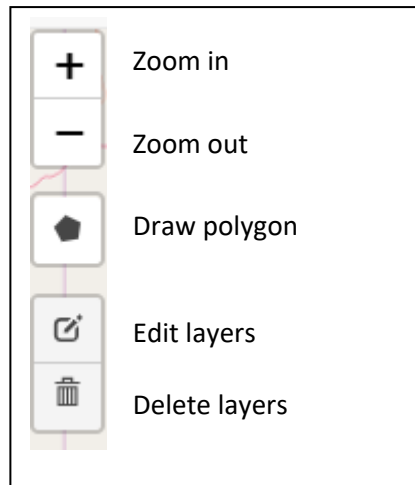 Zoom in
Zoom out
Draw polygon
Edit layers
Delete layers